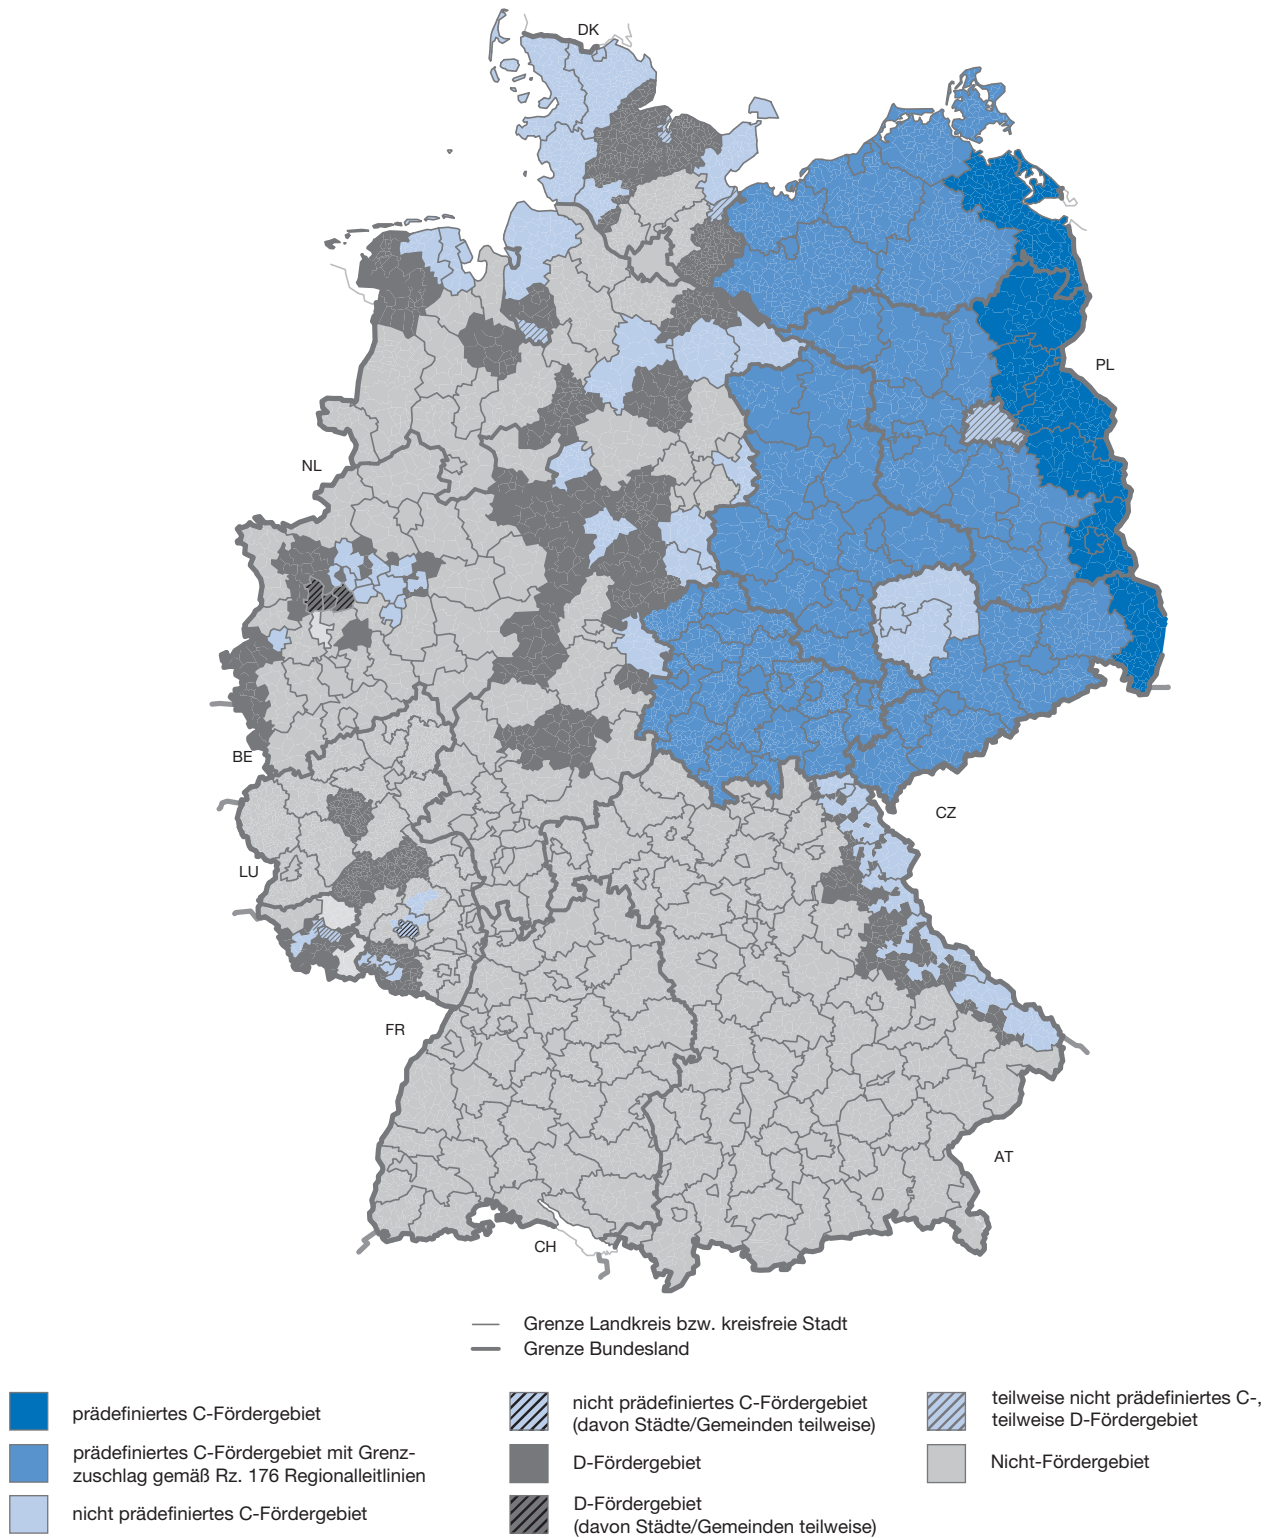 DK
PL
NL
BE
CZ
LU
FR
AT
CH
Grenze Landkreis bzw. kreisfreie Stadt
Grenze Bundesland
prädefiniertes C-Fördergebiet
prädefiniertes C-Fördergebiet mit Grenz-
zuschlag gemäß Rz. 176 Regionalleitlinien
nicht prädefiniertes C-Fördergebiet
nicht prädefiniertes C-Fördergebiet
(davon Städte/Gemeinden teilweise)
D-Fördergebiet
D-Fördergebiet
(davon Städte/Gemeinden teilweise)
teilweise nicht prädefiniertes C-,
teilweise D-Fördergebiet
Nicht-Fördergebiet